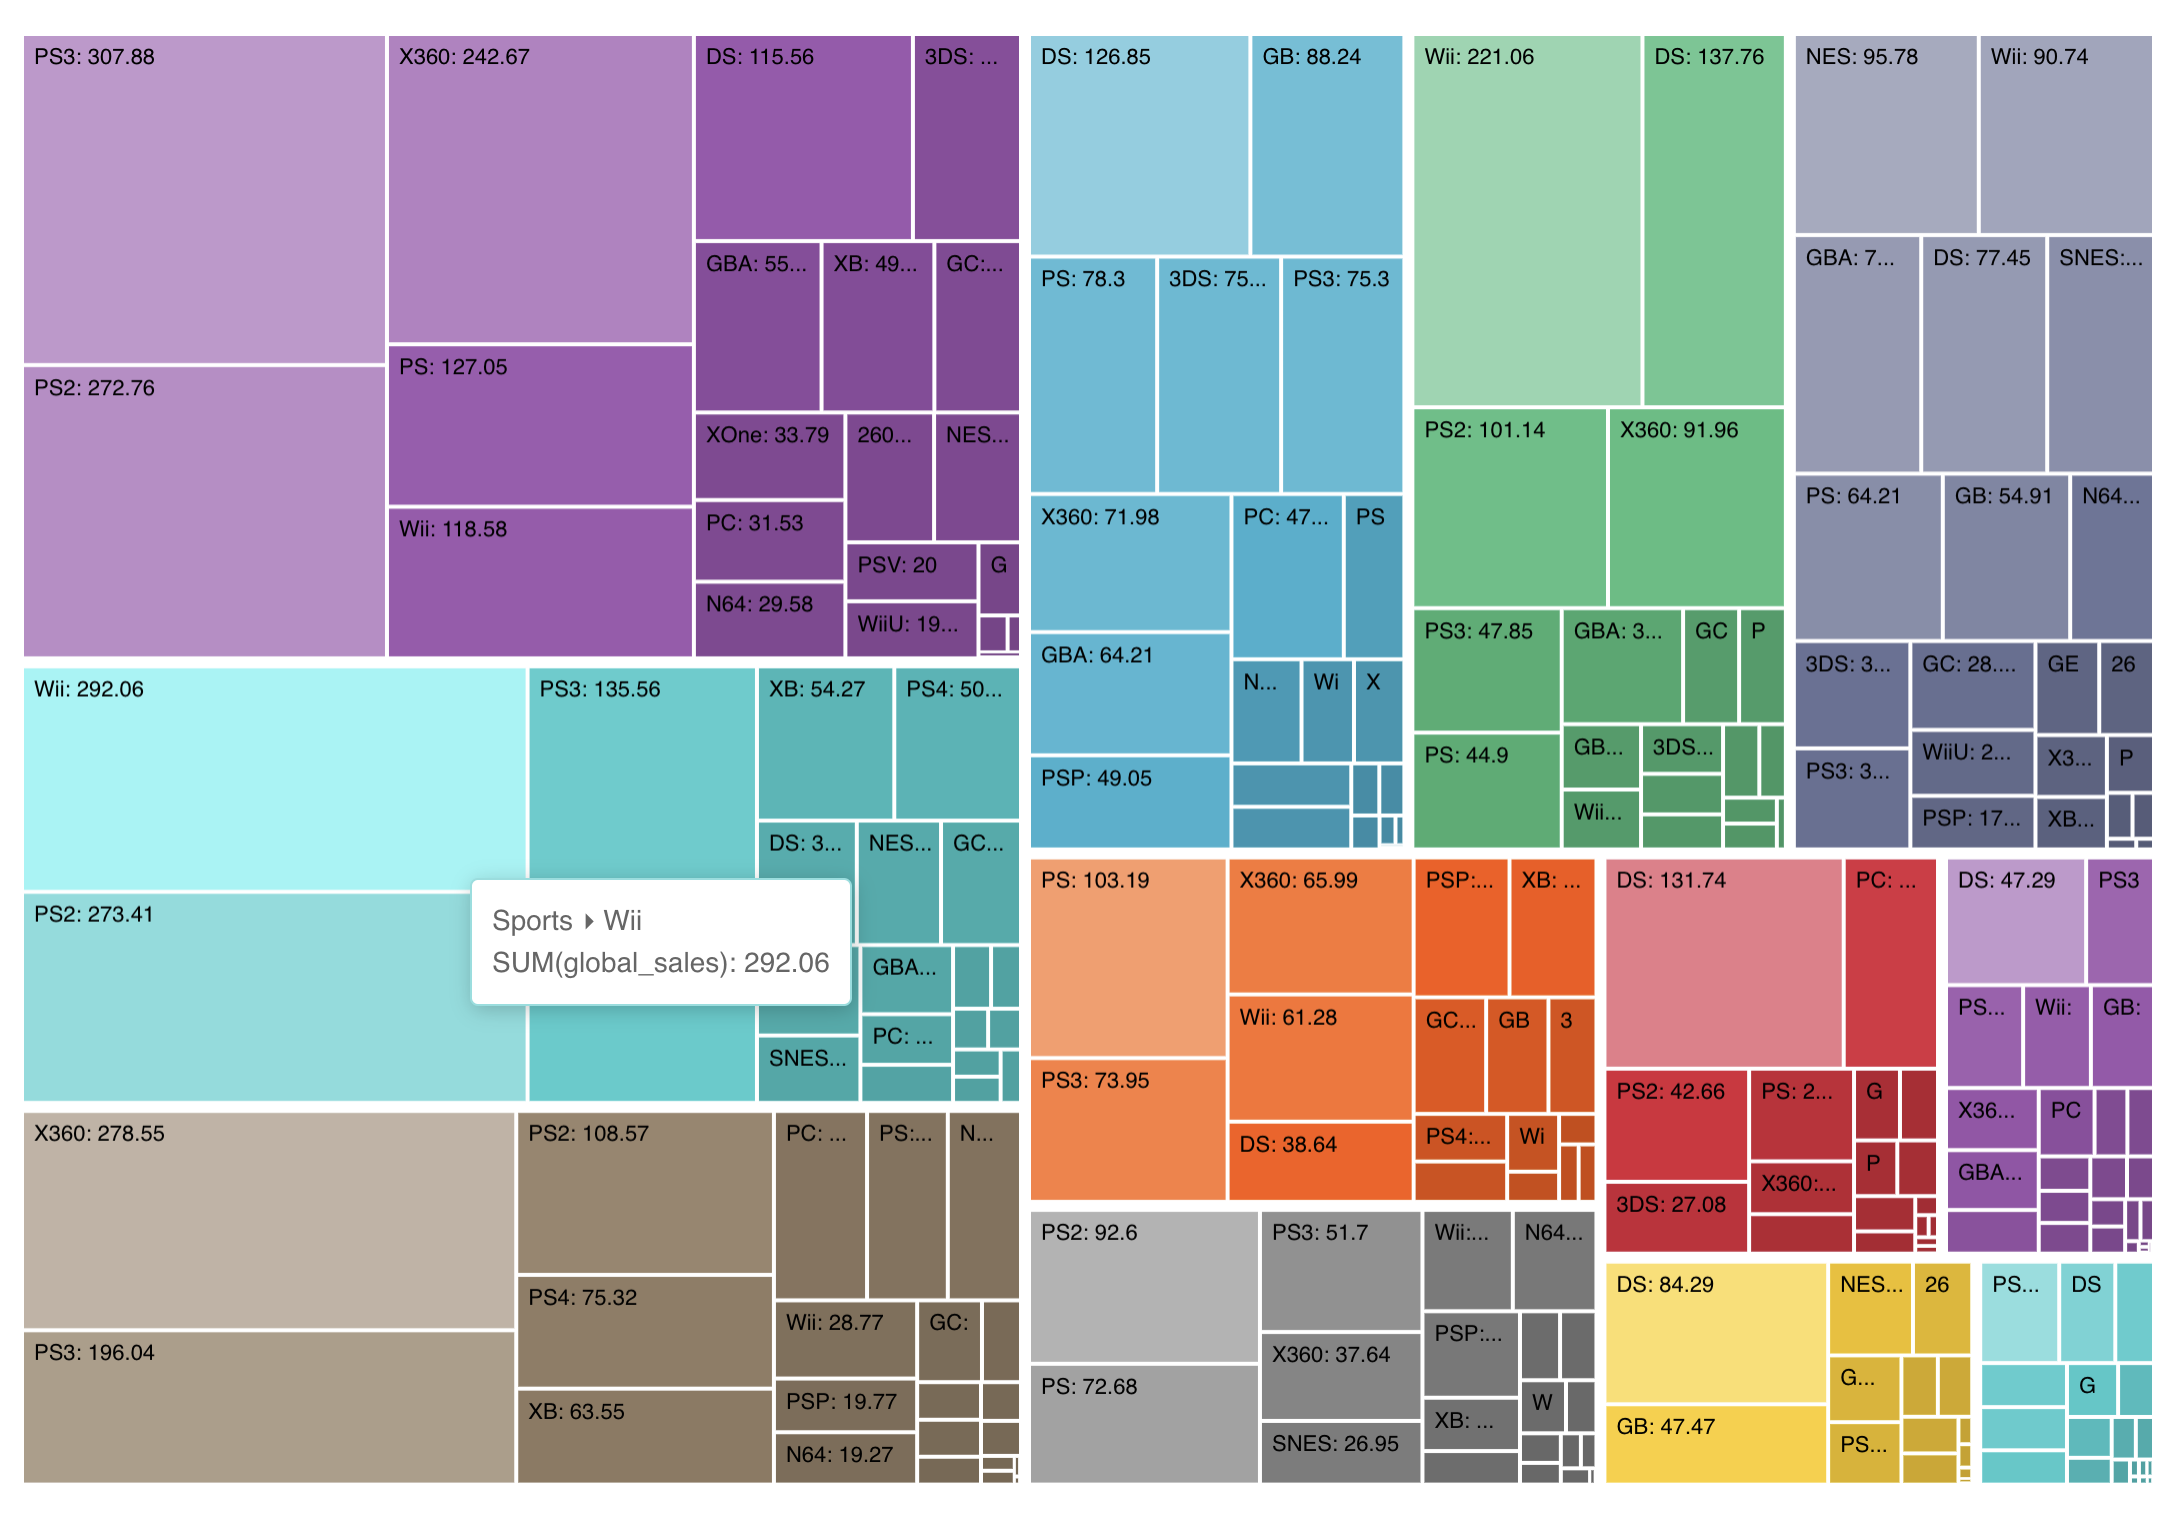 PS3: 307.88
X360: 242.67
DS: 115.56
3DS: ...
PS2: 272.76
PS: 127.05
Wii: 118.58
GBA: 55...
XB: 49...
GC:...
XOne: 33.79
260...
NES...
PC: 31.53
PSV: 20
G
N64: 29.58
WiiU: 19...
DS: 126.85
GB: 88.24
PS: 78.3
3DS: 75...
PS3: 75.3
X360: 71.98
PC: 47...
PS
GBA: 64.21
N...
Wi
X
PSP: 49.05
Wii: 221.06
DS: 137.76
PS2: 101.14
X360: 91.96
PS3: 47.85
GBA: 3...
GC
P
PS: 44.9
GB...
3DS...
Wii...
NES: 95.78
Wii: 90.74
GBA: 7...
DS: 77.45
SNES:...
PS: 64.21
GB: 54.91
N64...
3DS: 3...
GC: 28....
GE
26
PS3: 3...
WiiU: 2...
X3...
P
PSP: 17...
XB...
Wii: 292.06
PS3: 135.56
XB: 54.27
PS4: 50...
DS: 3...
NES...
GC...
PS2: 273.41
Sports ▸ Wii
SUM(global_sales): 292.06
GBA...
PC: ...
SNES...
X360: 278.55
PS2: 108.57
PC: ...
PS:...
N...
PS3: 196.04
PS4: 75.32
XB: 63.55
Wii: 28.77
GC:
PSP: 19.77
N64: 19.27
PS: 103.19
X360: 65.99
PSP:...
XB: ...
PS3: 73.95
Wii: 61.28
GC...
GB
3
DS: 38.64
PS4:...
Wi
DS: 131.74
PC: ...
PS2: 42.66
PS: 2...
G
3DS: 27.08
X360:...
P
DS: 47.29
PS3
PS...
Wii:
GB:
X36...
PC
GBA...
PS2: 92.6
PS3: 51.7
Wii:...
N64...
PS: 72.68
X360: 37.64
PSP:...
W
SNES: 26.95
XB: ...
DS: 84.29
NES...
26
GB: 47.47
G...
PS...
PS...
DS
G